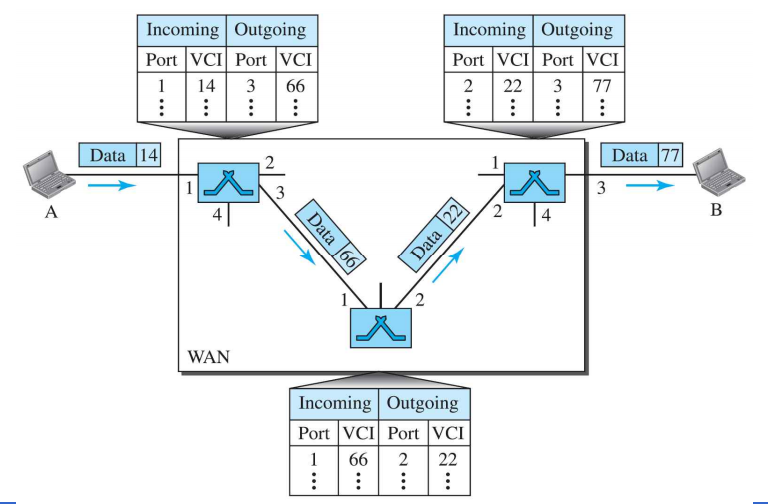 Incoming Outgoing
Port VCI Port VCI
1 14 3 66
Incoming Outgoing
Port VCI Port VCI
2 22 3 77
Data 14
A
1
2
3
4
Data 66
1
2
Data 22
1
2
3
4
Data 77
B
WAN
Incoming Outgoing
Port VCI Port VCI
1 66 2 22